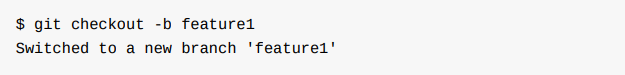 $ git checkout -b feature1
Switched to a new branch 'feature1'